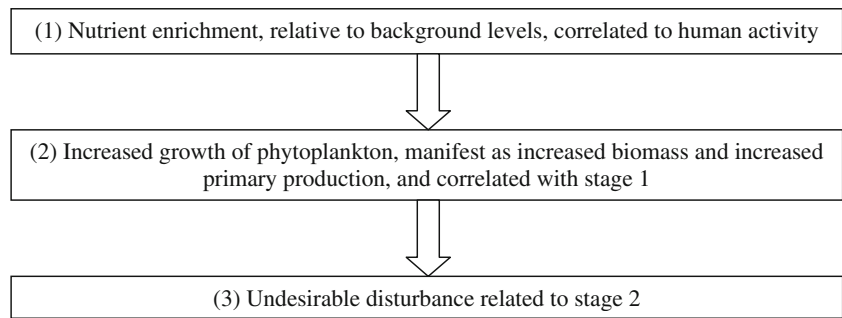 (1) Nutrient enrichment, relative to background levels, correlated to human activity
(2) Increased growth of phytoplankton, manifest as increased biomass and increased
primary production, and correlated with stage 1
(3) Undesirable disturbance related to stage 2